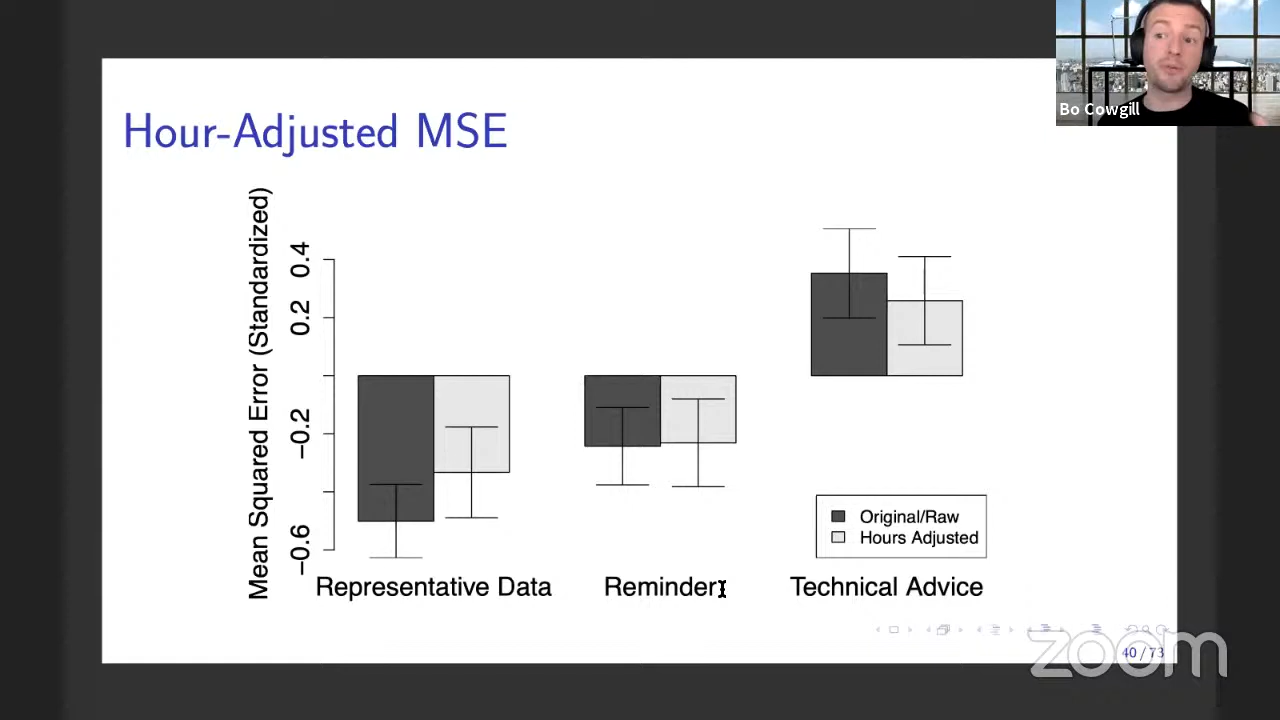 Bo Cowgill
Hour-Adjusted MSE
Mean Squared Error (Standardized)
0.4
0.2
−0.2
−0.6
Original/Raw
Hours Adjusted
Representative Data
Reminder
Technical Advice
40 / 73
zoom